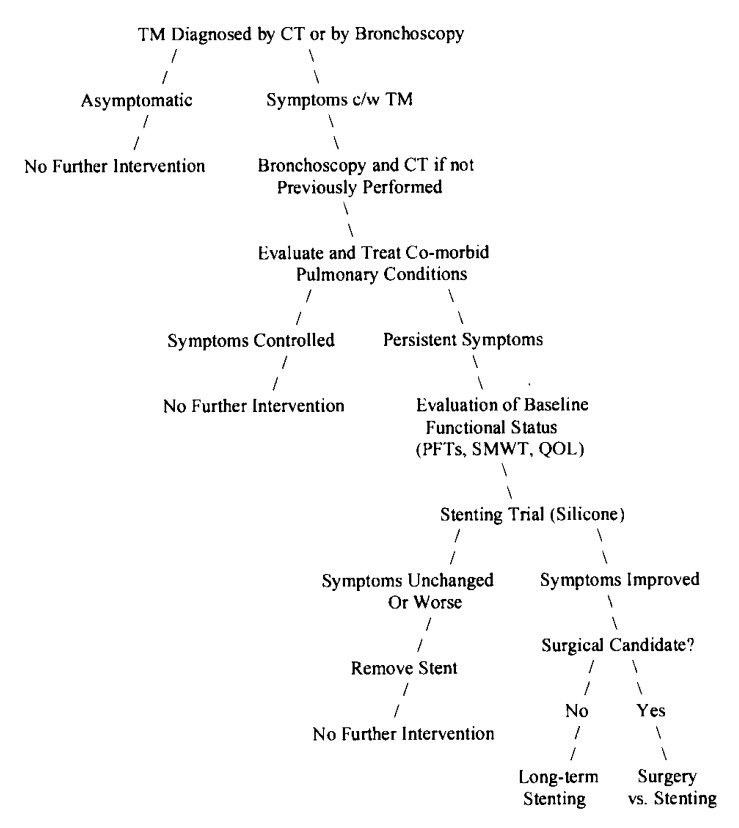 TM Diagnosed by CT or by Bronchoscopy
Asymptomatic
Symptoms c/w TM
No Further Intervention
Bronchoscopy and CT if not
Previously Performed
Evaluate and Treat Co-morbid
Pulmonary Conditions
Symptoms Controlled
Persistent Symptoms
No Further Intervention
Evaluation of Baseline
Functional Status
(PFTs, SMWT, QOL)
Stenting Trial (Silicone)
Symptoms Unchanged
Or Worse
Symptoms Improved
Remove Stent
Surgical Candidate?
No Further Intervention
No
Yes
Long-term
Stenting
Surgery
vs. Stenting